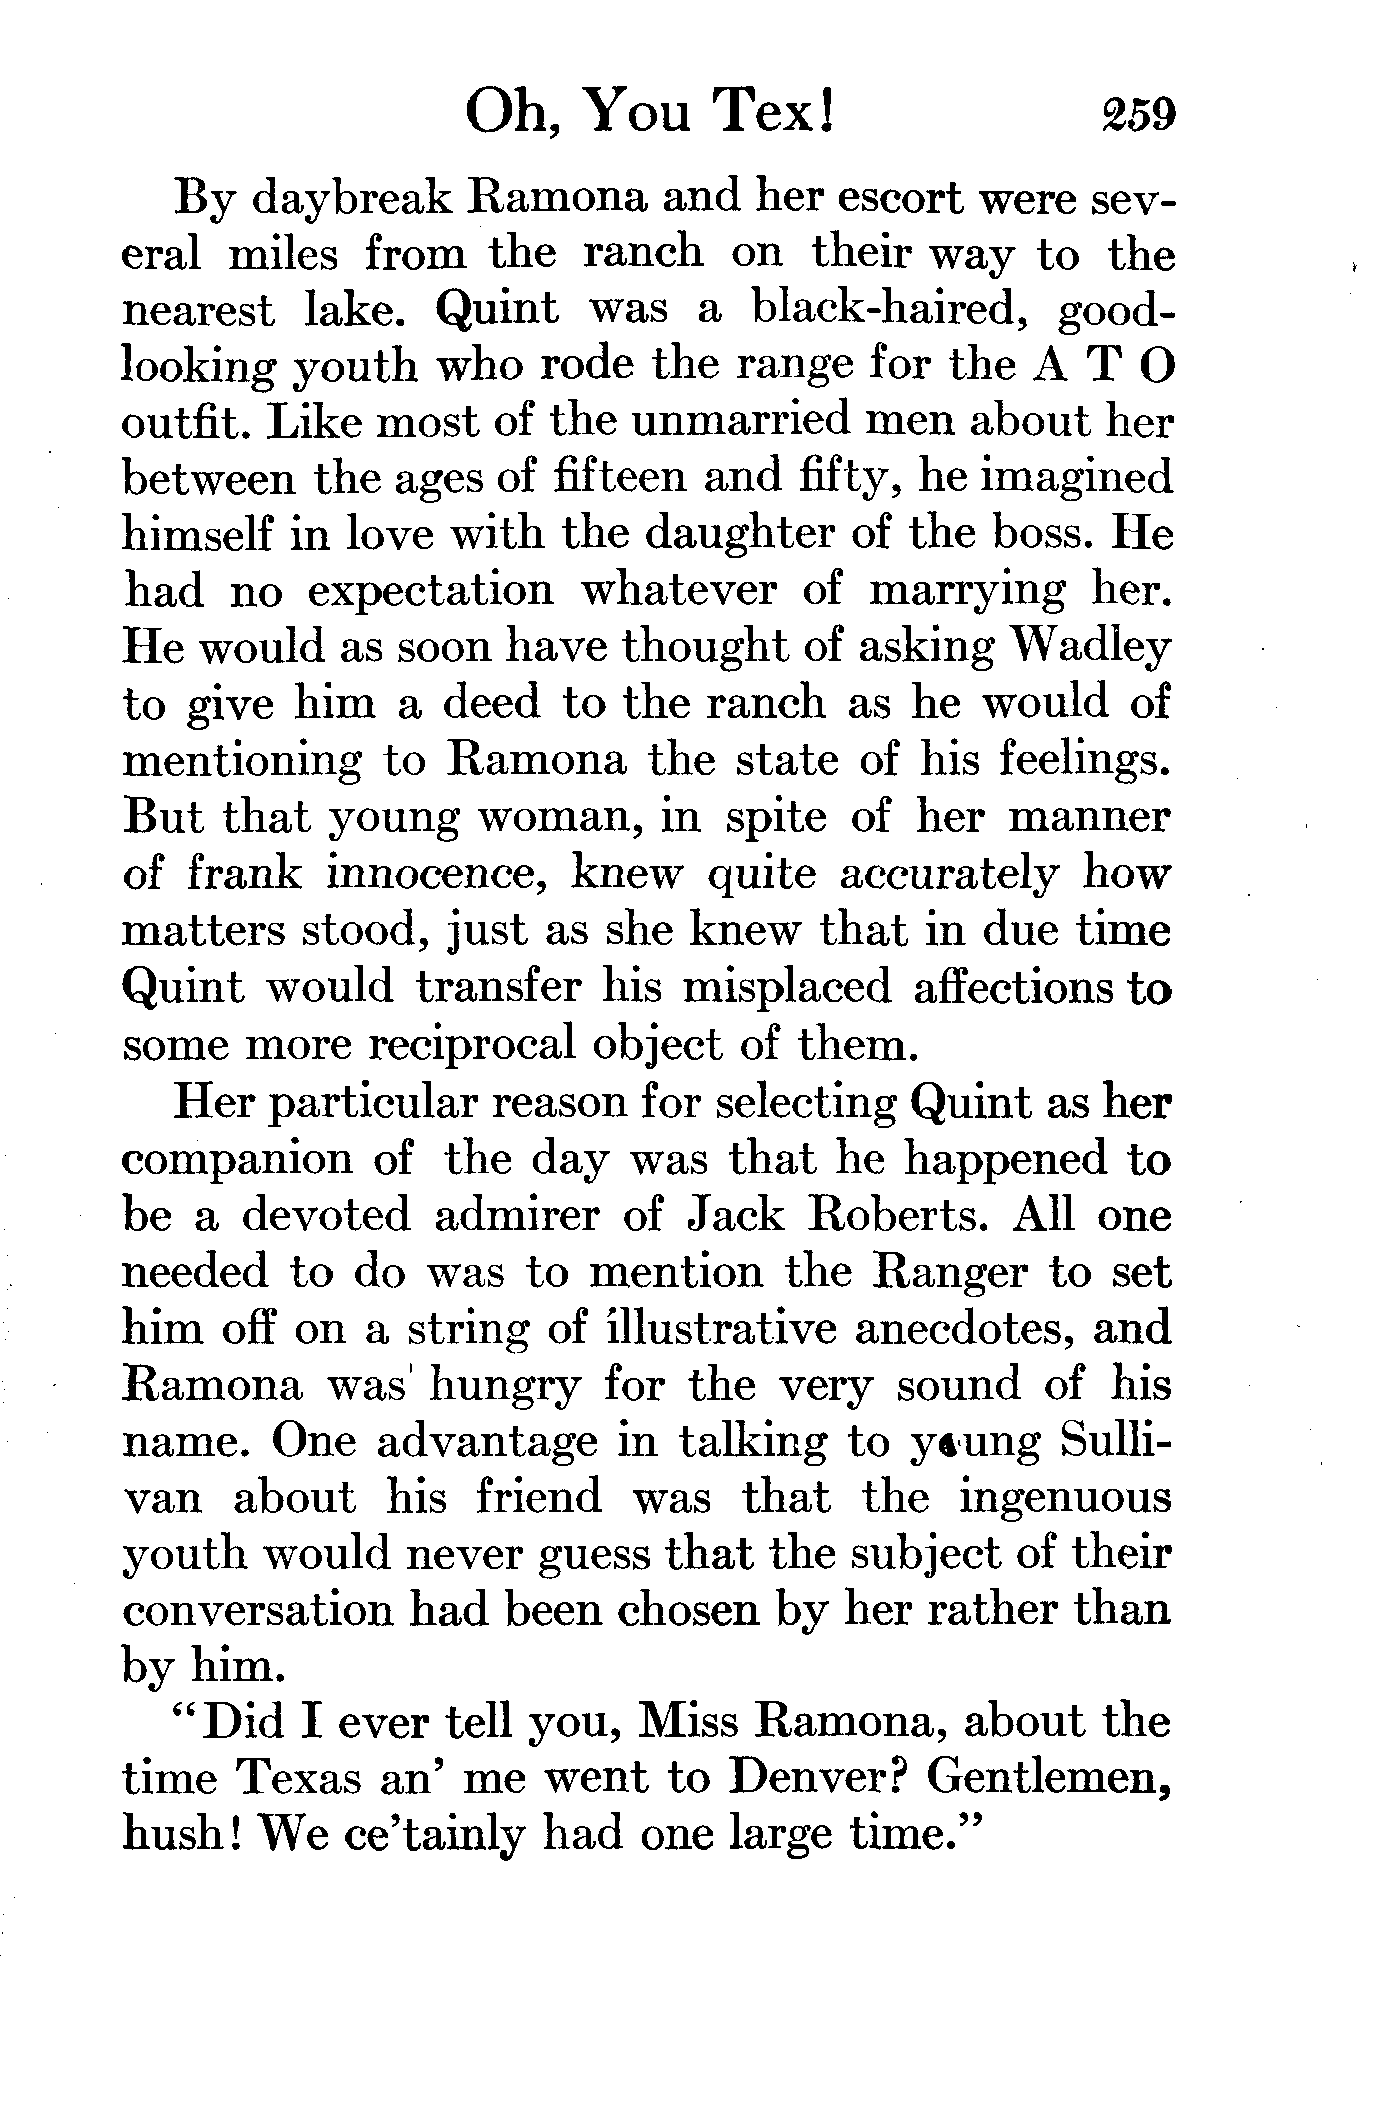 Oh, You Tex! 259
By daybreak Ramona and her escort were sev-
eral miles from the ranch on their way to the
nearest lake. Quint was a black-haired, good-
looking youth who rode the range for the A T O
outfit. Like most of the unmarried men about her
between the ages of fifteen and fifty, he imagined
himself in love with the daughter of the boss. He
had no expectation whatever of marrying her.
He would as soon have thought of asking Wadley
to give him a deed to the ranch as he would of
mentioning to Ramona the state of his feelings.
But that young woman, in spite of her manner
of frank innocence, knew quite accurately how
matters stood, just as she knew that in due time
Quint would transfer his misplaced affections to
some more reciprocal object of them.
Her particular reason for selecting Quint as her
companion of the day was that he happened to
be a devoted admirer of Jack Roberts. All one
needed to do was to mention the Ranger to set
him off on a string of illustrative anecdotes, and
Ramona was hungry for the very sound of his
name. One advantage in talking to young Sulli-
van about his friend was that the ingenuous
youth would never guess that the subject of their
conversation had been chosen by her rather than
by him.
“Did I ever tell you, Miss Ramona, about the
time Texas an’ me went to Denver? Gentlemen,
hush! We ce’tainly had one large time.”